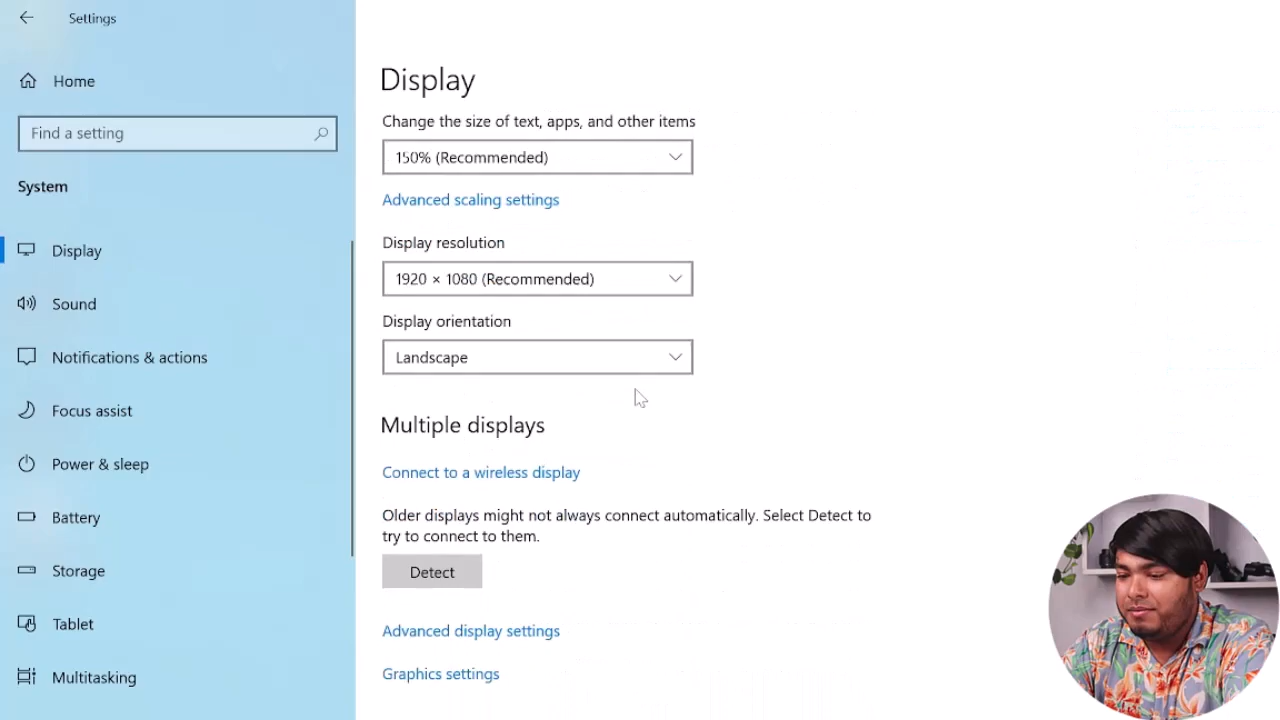 Settings
Home
Find a setting
System
Display
Sound
Notifications & actions
Focus assist
Power & sleep
Battery
Storage
Tablet
Multitasking
Display
Change the size of text, apps, and other items
150% (Recommended)
Advanced scaling settings
Display resolution
1920 × 1080 (Recommended)
Display orientation
Landscape
Multiple displays
Connect to a wireless display
Older displays might not always connect automatically. Select Detect to
try to connect to them.
Detect
Advanced display settings
Graphics settings